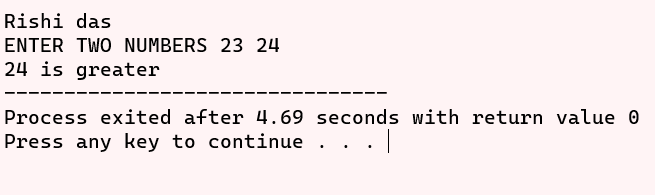 Rishi das
ENTER TWO NUMBERS 23 24
24 is greater
--------------------------------
Process exited after 4.69 seconds with return value 0
Press any key to continue . . .